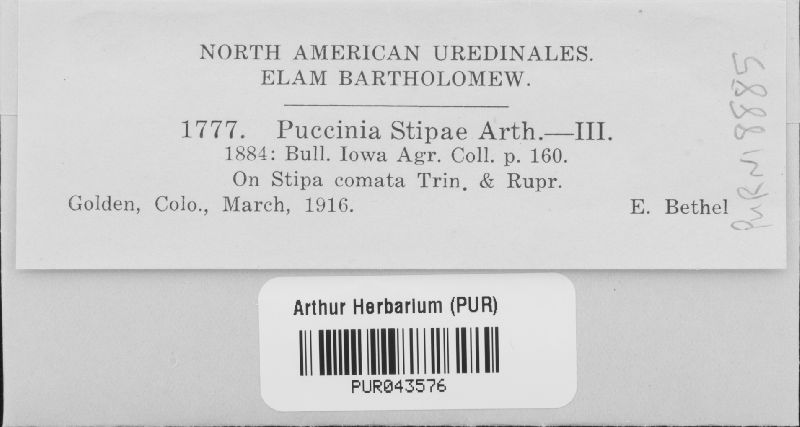 NORTH AMERICAN UREDINALES.
ELAM BARTHOLOMEW.
1777. Puccinia Stipae Arth.—III.
1884: Bull. Iowa Agr. Coll. p. 160.
On Stipa comata Trin. & Rupr.
Golden, Colo., March, 1916. E. Bethel
PUR N18885
Arthur Herbarium (PUR)
PUR043576